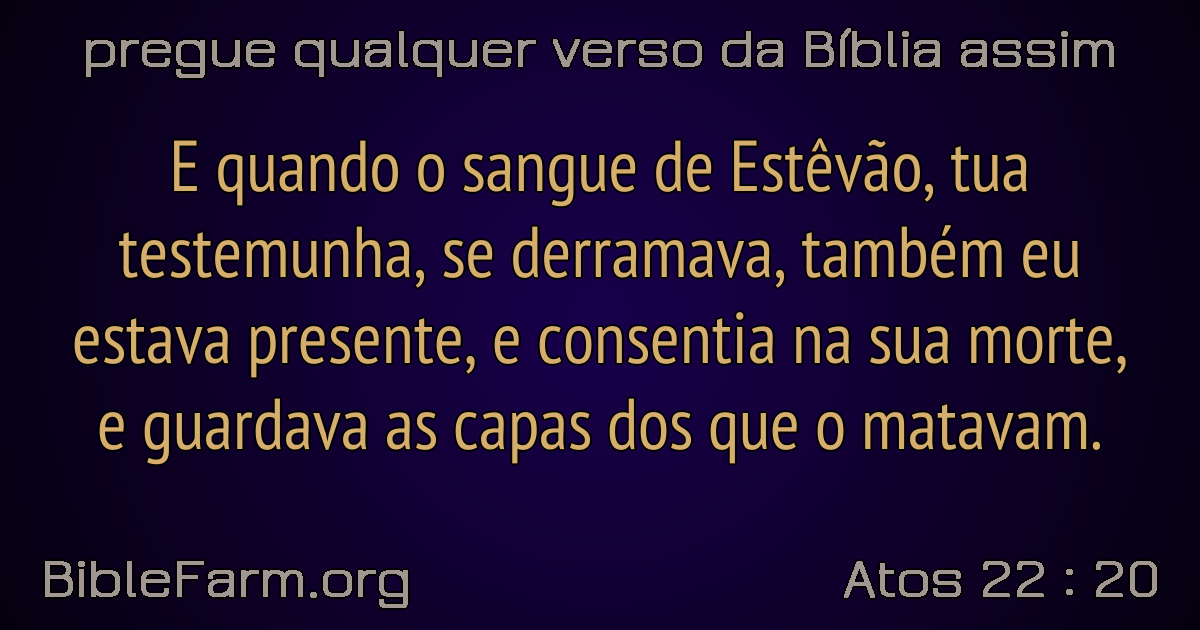 pregue qualquer verso da Bíblia assim
E quando o sangue de Estêvão, tua
testemunha, se derramava, também eu
estava presente, e consentia na sua morte,
e guardava as capas dos que o matavam.
BibleFarm.org
Atos 22 : 20